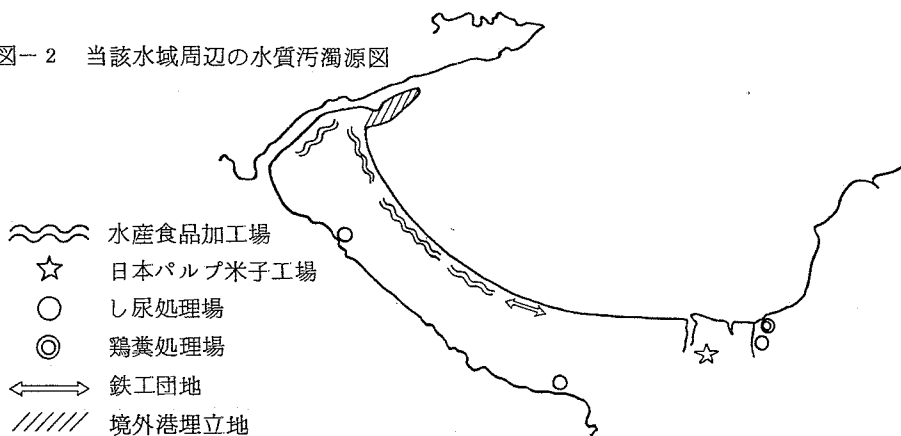 図-2 当該水域周辺の水質汚濁源図
水産食品加工場
日本パルプ米子工場
し尿処理場
鶏糞処理場
鉄工団地
境外港埋立地